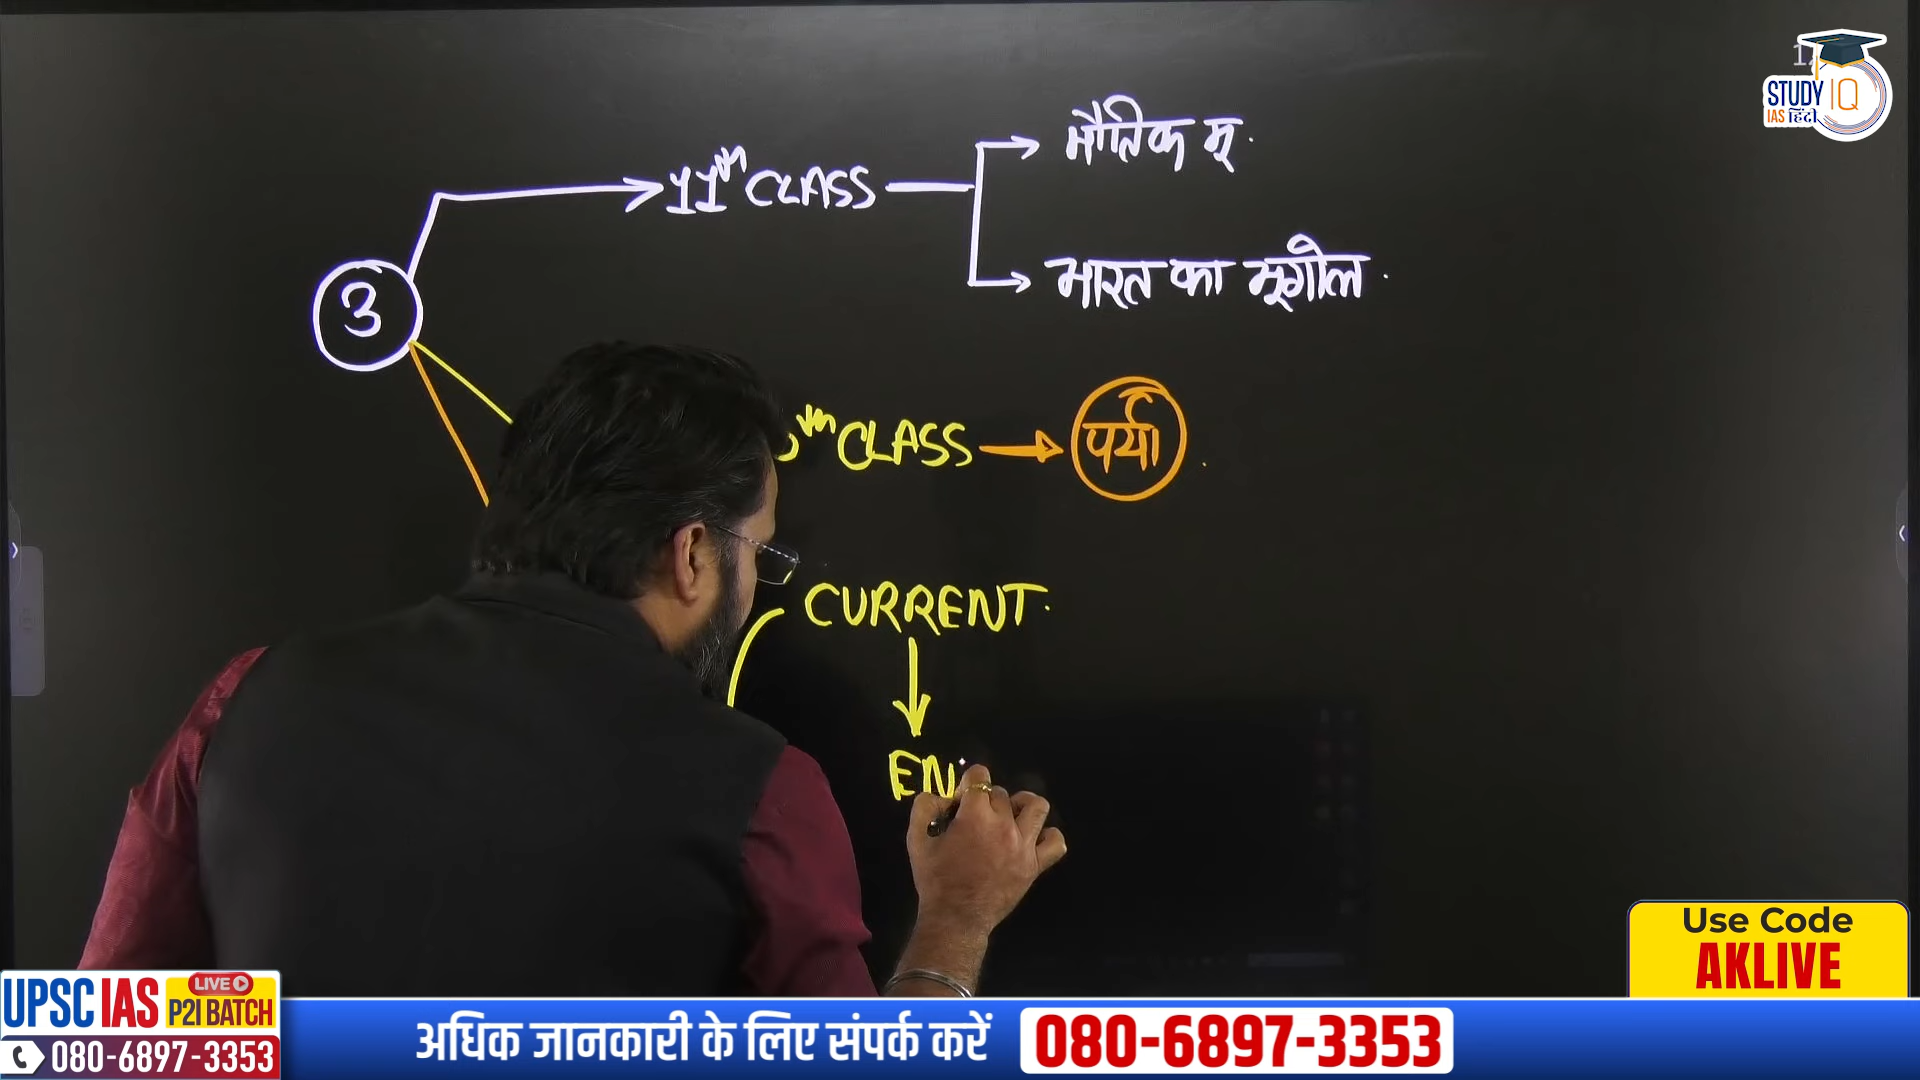 STUDY IQ
IAS हिंदी
भौतिक भू.
11th CLASS
भारत का भूगोल
3
th CLASS
पर्या
CURRENT
EN
Use Code
AKLIVE
UPSC IAS
LIVE
P2I BATCH
080-6897-3353
अधिक जानकारी के लिए संपर्क करें
080-6897-3353